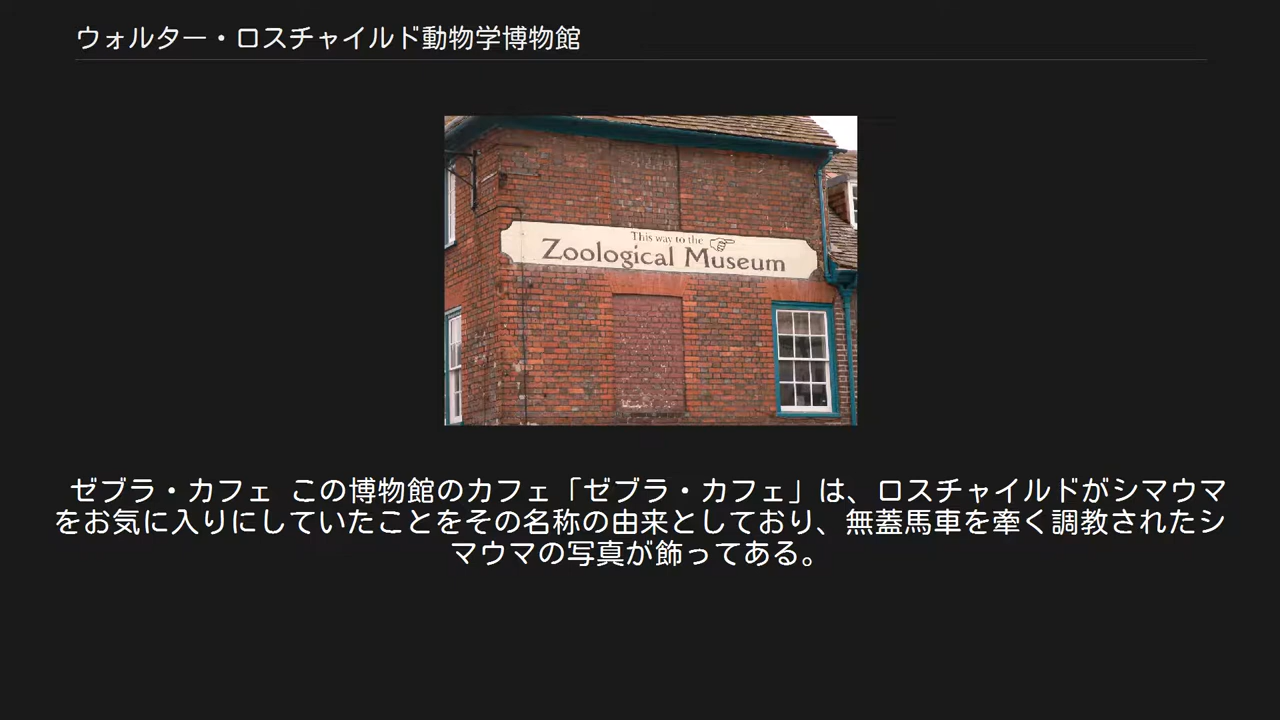 ウォルター・ロスチャイルド動物学博物館
This way to the
Zoological Museum
ゼブラ・カフェ この博物館のカフェ「ゼブラ・カフェ」は、ロスチャイルドがシマウマ
をお気に入りにしていたことをその名称の由来としており、無蓋馬車を牽く調教されたシ
マウマの写真が飾ってある。